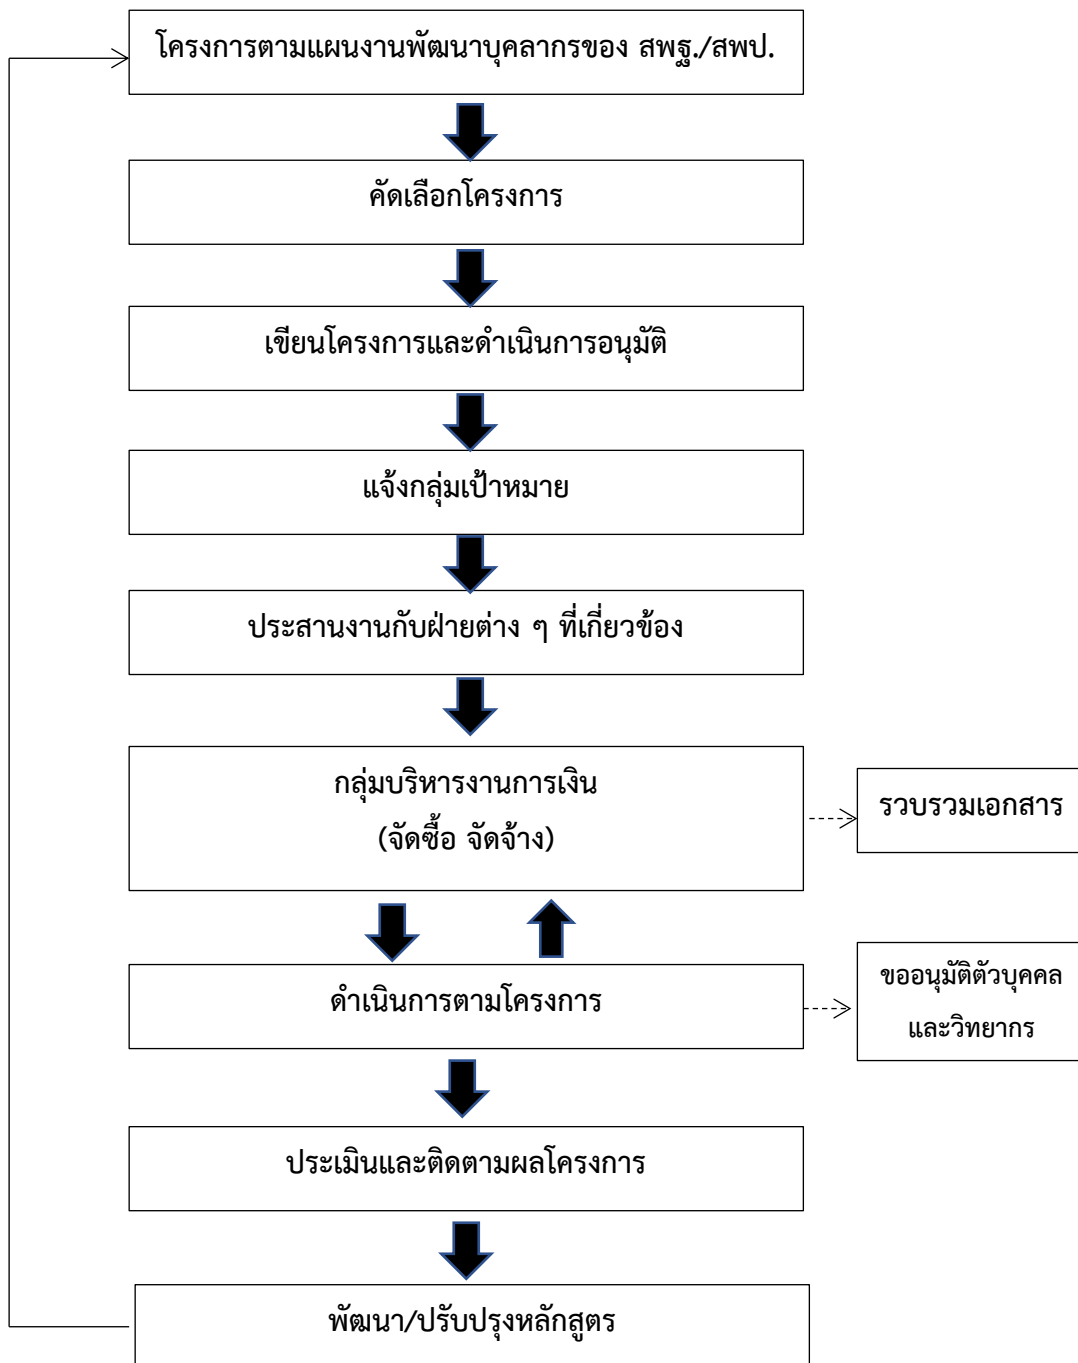 โครงการตามแผนงานพัฒนาบุคลากรของ สพฐ./สพป.
คัดเลือกโครงการ
เขียนโครงการและดำเนินการอนุมัติ
แจ้งกลุ่มเป้าหมาย
ประสานงานกับฝ่ายต่าง ๆ ที่เกี่ยวข้อง
กลุ่มบริหารงานการเงิน
(จัดซื้อ จัดจ้าง)
รวบรวมเอกสาร
ดำเนินการตามโครงการ
ขออนุมัติตัวบุคคล
และวิทยากร
ประเมินและติดตามผลโครงการ
พัฒนา/ปรับปรุงหลักสูตร